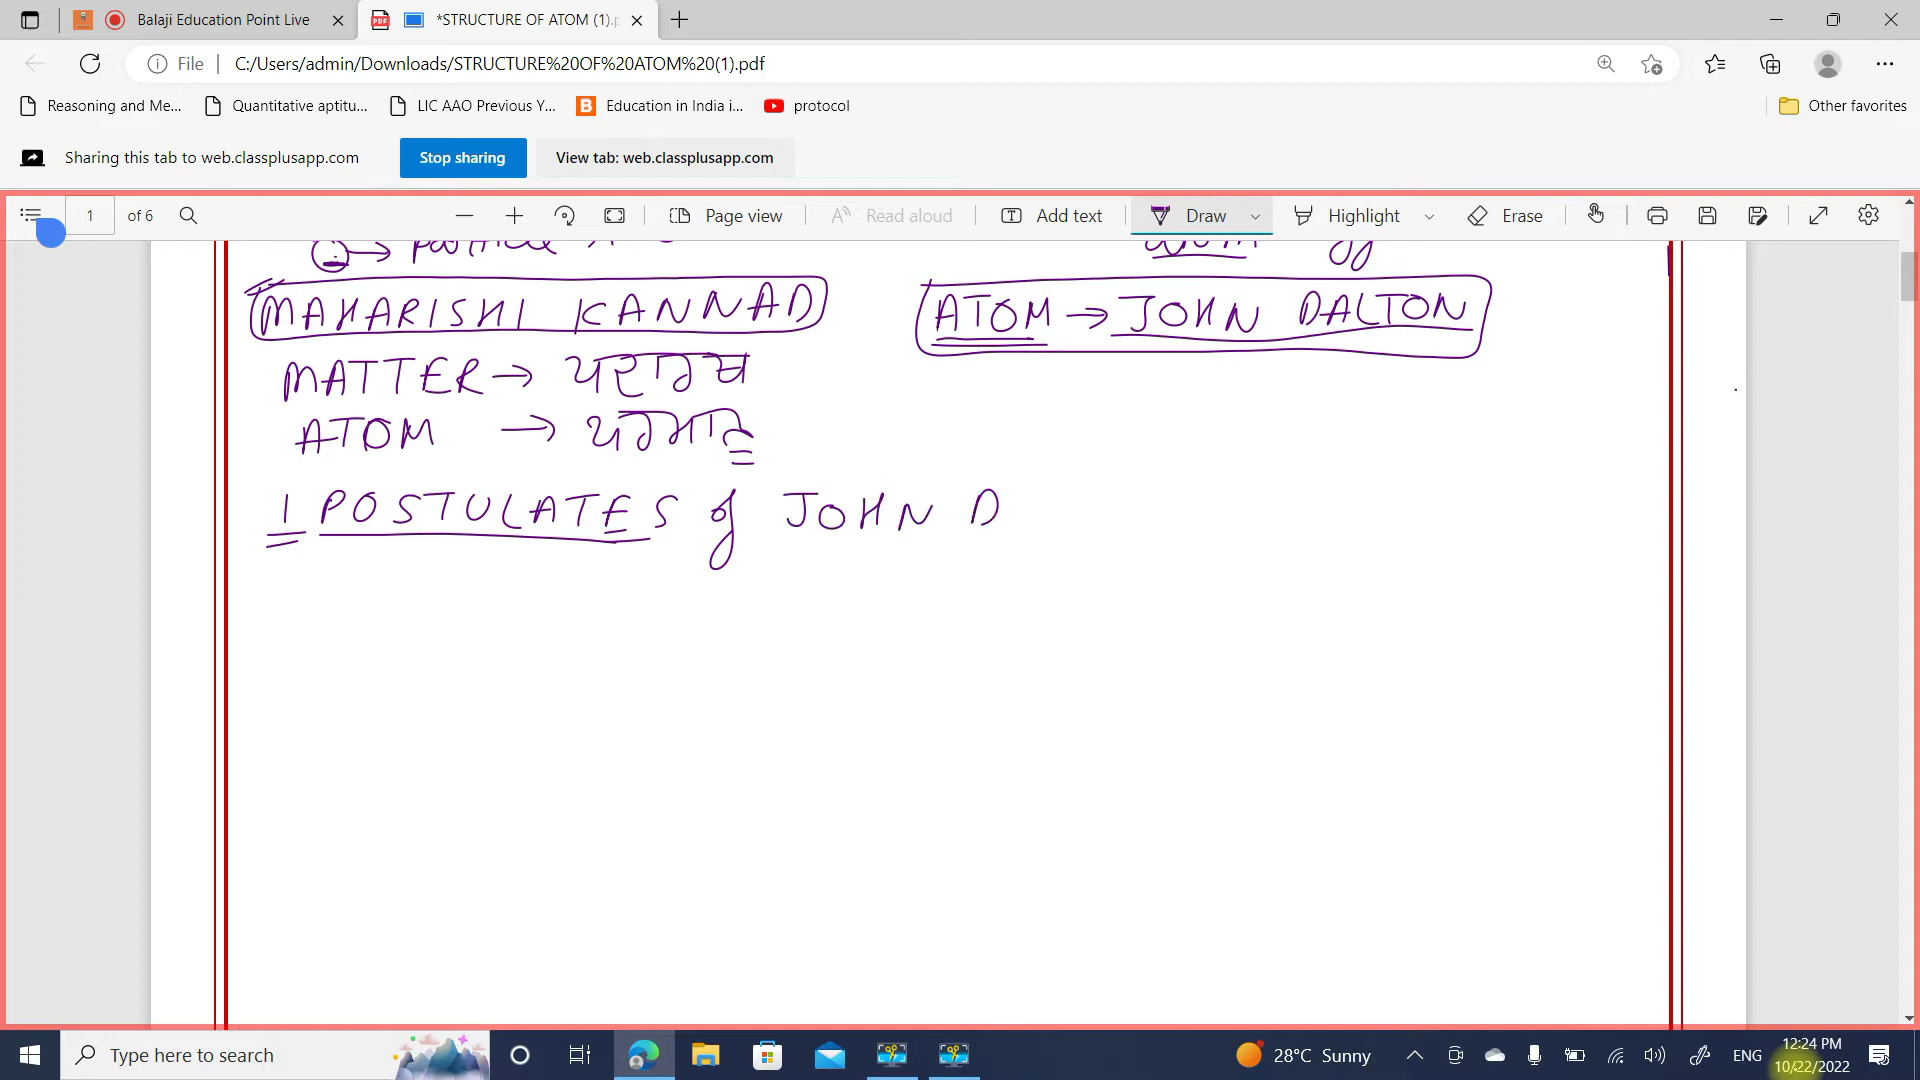 Balaji Education Point Live
*STRUCTURE OF ATOM (1).p
File C:/Users/admin/Downloads/STRUCTURE%20OF%20ATOM%20(1).pdf
Reasoning and Me... Quantitative aptitu... LIC AAO Previous Y... Education in India i... protocol Other favorites
Sharing this tab to web.classplusapp.com Stop sharing View tab: web.classplusapp.com
1 of 6 Page view Read aloud Add text Draw Highlight Erase
particle
atom of
MAHARISHI KANNAD ATOM → JOHN DALTON
MATTER → पदार्थ
ATOM → परमाणु
1 POSTULATES of JOHN D
Type here to search 28°C Sunny ENG 12:24 PM
10/22/2022